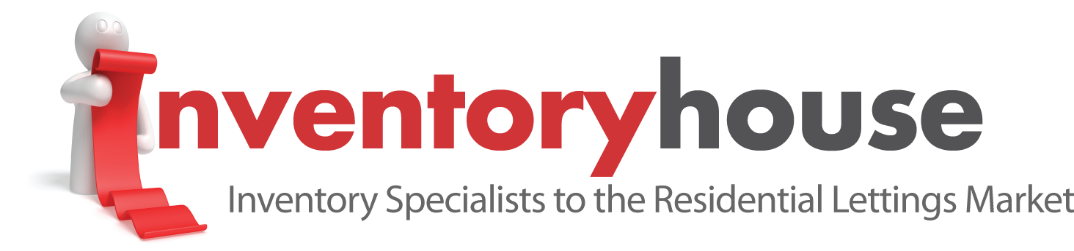 inventoryhouse
Inventory Specialists to the Residential Lettings Market